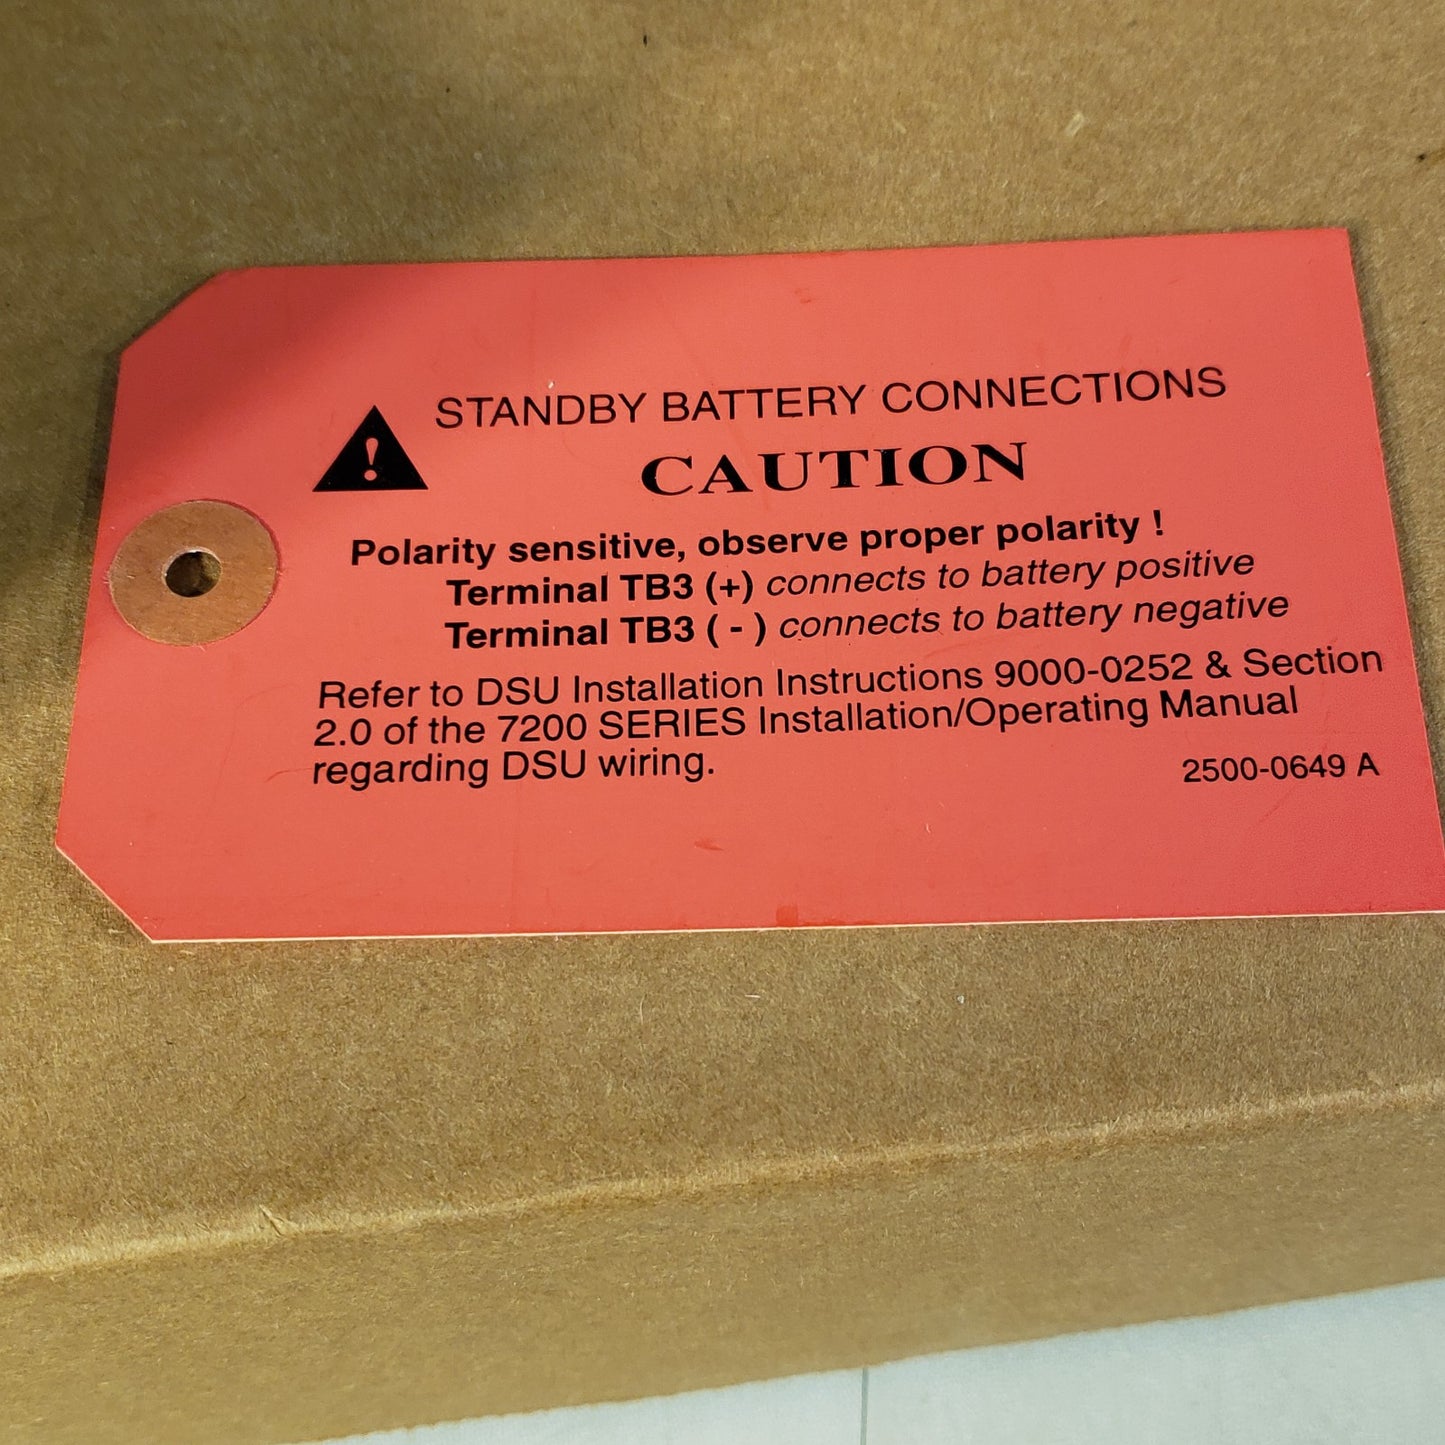 STANDBY BATTERY CONNECTIONS
!
CAUTION
Polarity sensitive, observe proper polarity !
Terminal TB3 (+) connects to battery positive
Terminal TB3 ( - ) connects to battery negative
Refer to DSU Installation Instructions 9000-0252 & Section
2.0 of the 7200 SERIES Installation/Operating Manual
regarding DSU wiring.
2500-0649 A